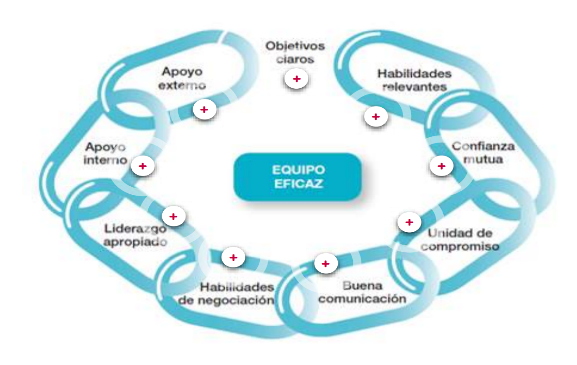 Objetivos
claros
Habilidades
relevantes
Confianza
mutua
Unidad de
compromiso
Buena
comunicación
Habilidades
de negociación
Liderazgo
apropiado
Apoyo
interno
Apoyo
externo
EQUIPO
EFICAZ